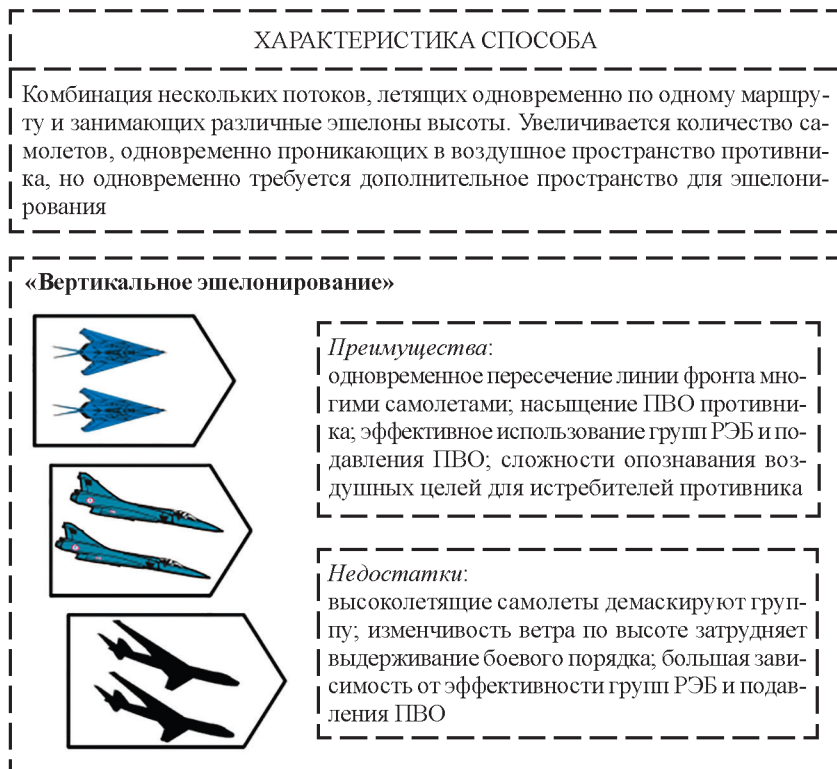 ХАРАКТЕРИСТИКА СПОСОБА
Комбинация нескольких потоков, летящих одновременно по одному маршру-
ту и занимающих различные эшелоны высоты. Увеличивается количество са-
молетов, одновременно проникающих в воздушное пространство противни-
ка, но одновременно требуется дополнительное пространство для эшелони-
рования
«Вертикальное эшелонирование»
Преимущества:
одновременное пересечение линии фронта мно-
гими самолетами; насыщение ПВО противни-
ка; эффективное использование групп РЭБ и по-
давления ПВО; сложности опознавания воз-
душных целей для истребителей противника
Недостатки:
высоколетящие самолеты демаскируют груп-
пу; изменчивость ветра по высоте затрудняет
выдерживание боевого порядка; большая зави-
симость от эффективности групп РЭБ и подав-
ления ПВО